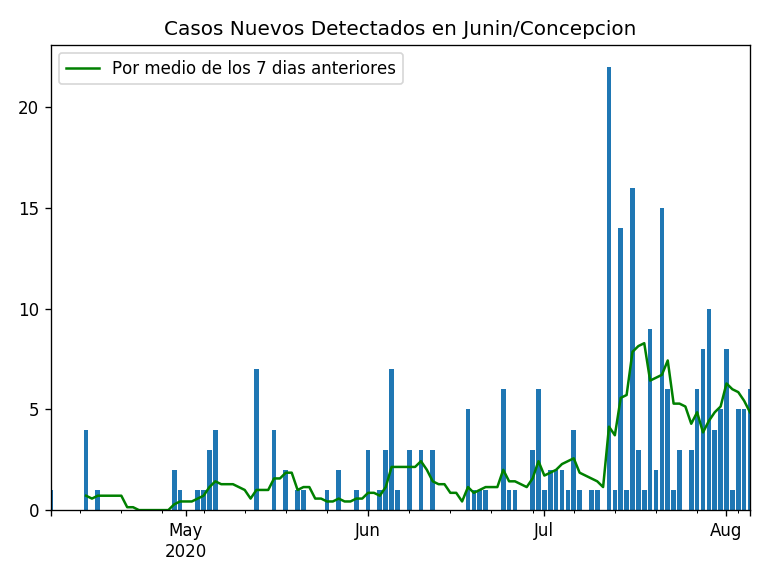 Casos Nuevos Detectados en Junin/Concepcion
Por medio de los 7 dias anteriores
20
15
10
5
0
May
2020
Jun
Jul
Aug